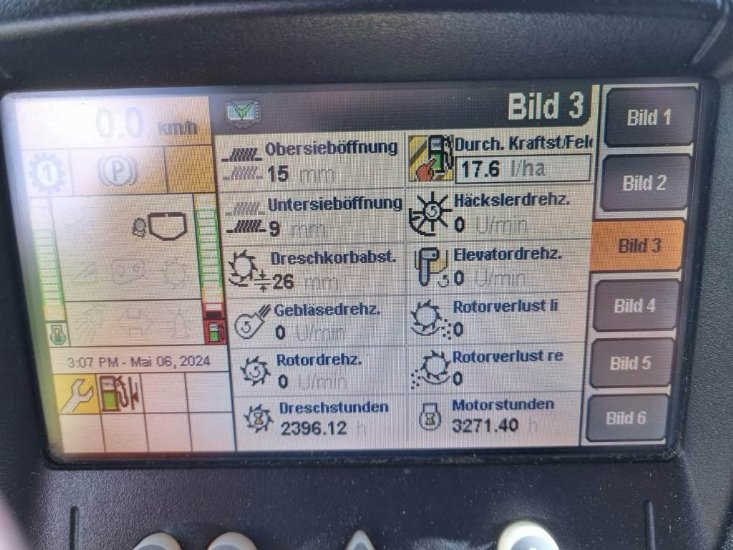 0.0 km/h
Bild 3
1
P
Obersieböffnung
15 mm
Durch. Kraftst/Fel
17.6 l/ha
Untersieböffnung
9 mm
Häckslerdrehz.
0 U/min
Dreschkorbabst.
26 mm
Elevatordrehz.
0 U/min
Gebläsedrehz.
0 U/min
Rotorverlust li
0
Rotordrehz.
0 U/min
Rotorverlust re
0
Dreschstunden
2396.12 h
Motorstunden
3271.40 h
3:07 PM - Mai 06, 2024
Bild 1
Bild 2
Bild 3
Bild 4
Bild 5
Bild 6